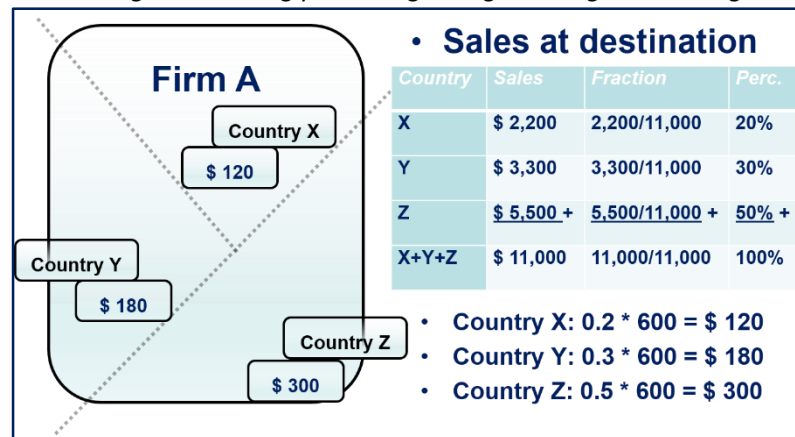 Firm A
Country X
$ 120
Country Y
$ 180
Country Z
$ 300
• Sales at destination
Country Sales Fraction Perc.
X $ 2,200 2,200/11,000 20%
Y $ 3,300 3,300/11,000 30%
Z $ 5,500 + 5,500/11,000 + 50% +
X+Y+Z $ 11,000 11,000/11,000 100%
• Country X: 0.2 * 600 = $ 120
• Country Y: 0.3 * 600 = $ 180
• Country Z: 0.5 * 600 = $ 300